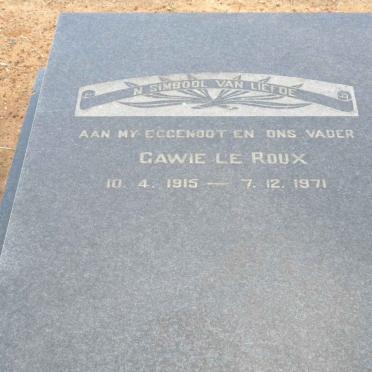 'N SIMBOOL VAN LIEFDE
AAN MY EGGENOOT EN ONS VADER
GAWIE LE ROUX
10. 4. 1915 — 7. 12. 1971